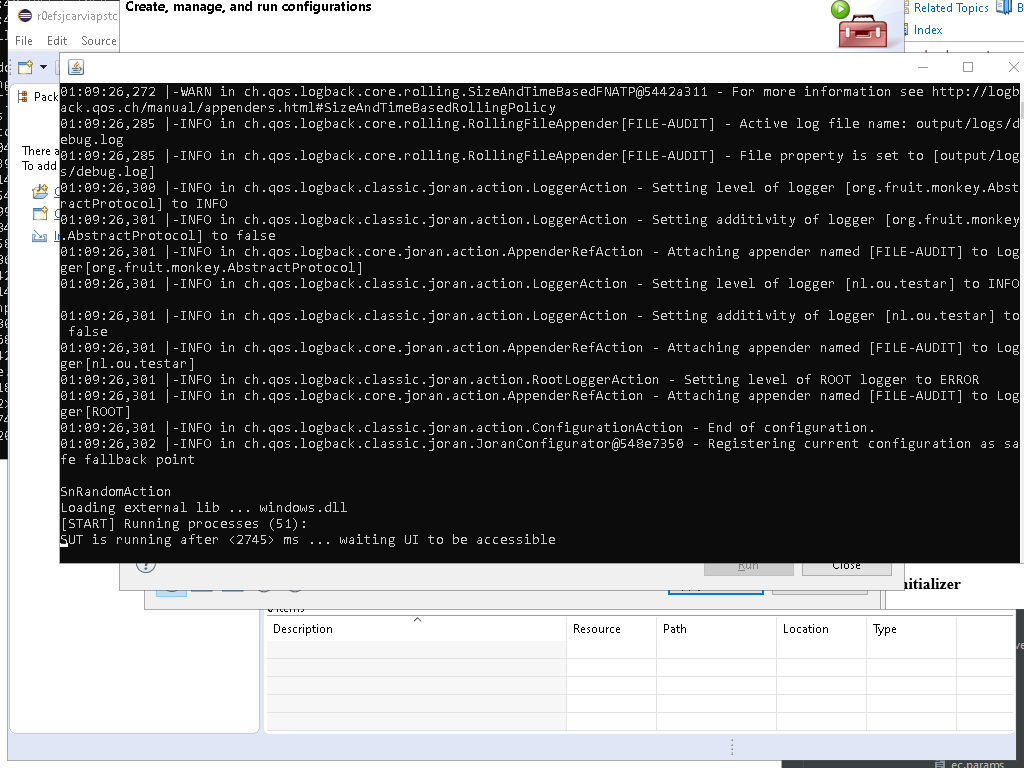 Create, manage, and run configurations
Related Topics
Index
r0efsjcarviapstc
File Edit Source
Pack
There a
To add
01:09:26,272 |-WARN in ch.qos.logback.core.rolling.SizeAndTimeBasedFNATP@5442a311 - For more information see http://logb
ack.qos.ch/manual/appenders.html#SizeAndTimeBasedRollingPolicy
01:09:26,285 |-INFO in ch.qos.logback.core.rolling.RollingFileAppender[FILE-AUDIT] - Active log file name: output/logs/d
ebug.log
01:09:26,285 |-INFO in ch.qos.logback.core.rolling.RollingFileAppender[FILE-AUDIT] - File property is set to [output/log
s/debug.log]
01:09:26,300 |-INFO in ch.qos.logback.classic.joran.action.LoggerAction - Setting level of logger [org.fruit.monkey.Abst
ractProtocol] to INFO
01:09:26,301 |-INFO in ch.qos.logback.classic.joran.action.LoggerAction - Setting additivity of logger [org.fruit.monkey
.AbstractProtocol] to false
01:09:26,301 |-INFO in ch.qos.logback.core.joran.action.AppenderRefAction - Attaching appender named [FILE-AUDIT] to Log
ger[org.fruit.monkey.AbstractProtocol]
01:09:26,301 |-INFO in ch.qos.logback.classic.joran.action.LoggerAction - Setting level of logger [nl.ou.testar] to INFO
01:09:26,301 |-INFO in ch.qos.logback.classic.joran.action.LoggerAction - Setting additivity of logger [nl.ou.testar] to
false
01:09:26,301 |-INFO in ch.qos.logback.core.joran.action.AppenderRefAction - Attaching appender named [FILE-AUDIT] to Log
ger[nl.ou.testar]
01:09:26,301 |-INFO in ch.qos.logback.classic.joran.action.RootLoggerAction - Setting level of ROOT logger to ERROR
01:09:26,301 |-INFO in ch.qos.logback.core.joran.action.AppenderRefAction - Attaching appender named [FILE-AUDIT] to Log
ger[ROOT]
01:09:26,301 |-INFO in ch.qos.logback.classic.joran.action.ConfigurationAction - End of configuration.
01:09:26,302 |-INFO in ch.qos.logback.classic.joran.JoranConfigurator@548e7350 - Registering current configuration as sa
fe fallback point
SnRandomAction
Loading external lib ... windows.dll
[START] Running processes (51):
SUT is running after <2745> ms ... waiting UI to be accessible
Run Close
nitializer
0 items
Description Resource Path Location Type
ec.params